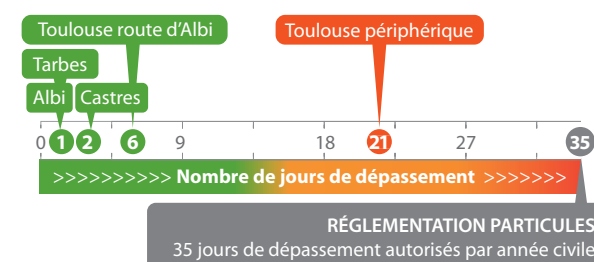 Toulouse route d'Albi Toulouse périphérique
Tarbes
Albi Castres
0 1 2 6 9 18 21 27 35
>>>>>>>>>> Nombre de jours de dépassement >>>>>>>
RÉGLEMENTATION PARTICULES
35 jours de dépassement autorisés par année civile